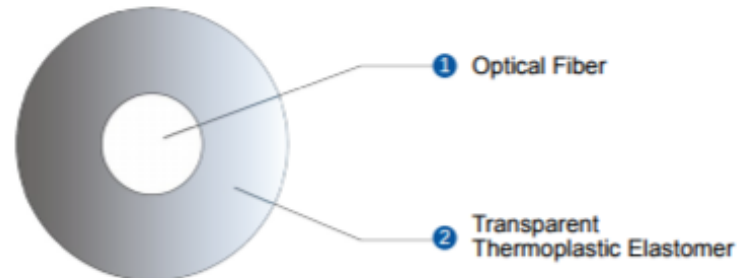 1 Optical Fiber
2 Transparent
Thermoplastic Elastomer